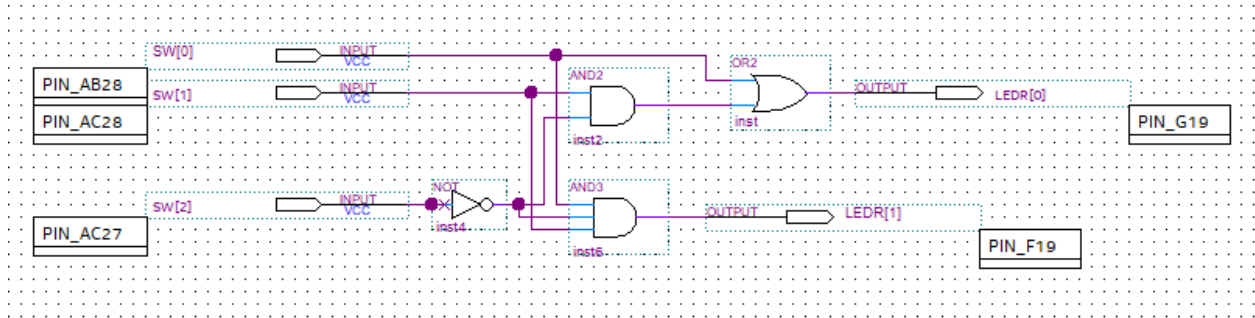 SW[0]
INPUT
VCC
OR2
PIN_AB28
AND2
SW[1]
INPUT
VCC
OUTPUT
LEDR[0]
PIN_AC28
inst
PIN_G19
inst2
NOT
AND3
SW[2]
INPUT
VCC
OUTPUT
LEDR[1]
PIN_AC27
inst4
inst6
PIN_F19